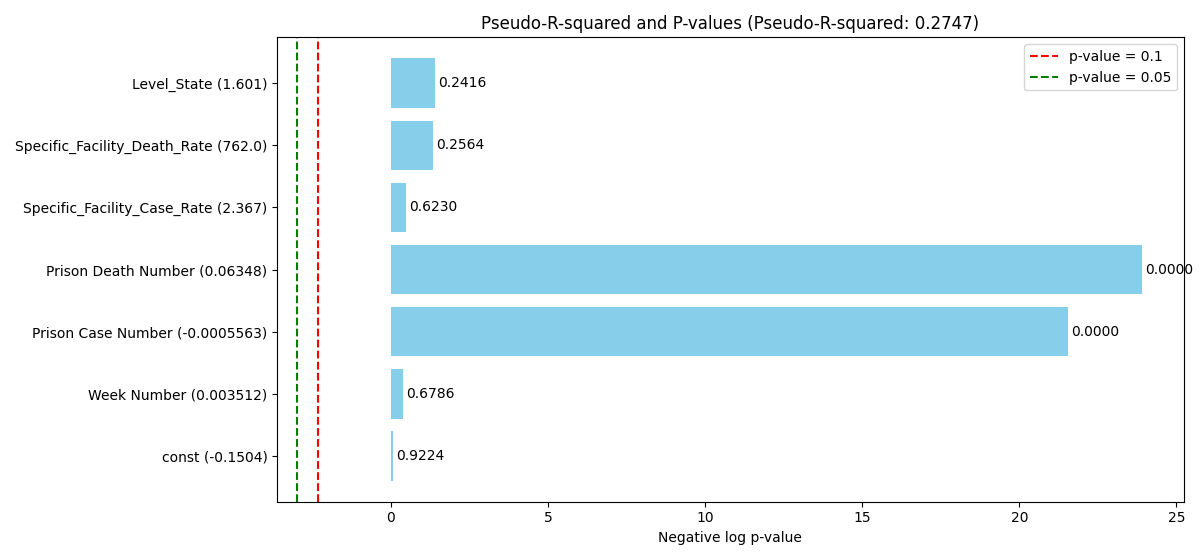 Pseudo-R-squared and P-values (Pseudo-R-squared: 0.2747)
p-value = 0.1
p-value = 0.05
Level_State (1.601)
0.2416
Specific_Facility_Death_Rate (762.0)
0.2564
Specific_Facility_Case_Rate (2.367)
0.6230
Prison Death Number (0.06348)
0.0000
Prison Case Number (-0.0005563)
0.0000
Week Number (0.003512)
0.6786
const (-0.1504)
0.9224
0 5 10 15 20 25
Negative log p-value